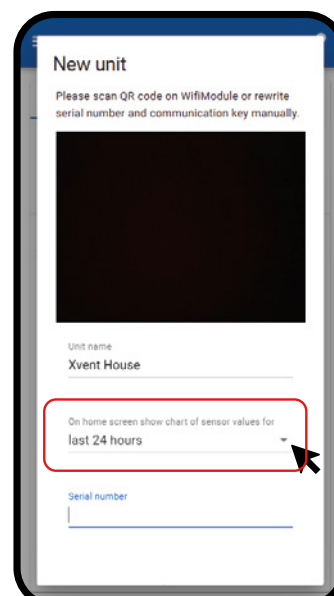 New unit
Please scan QR code on WifiModule or rewrite
serial number and communication key manually.
Unit name
Xvent House
On home screen show chart of sensor values for
last 24 hours
Serial number